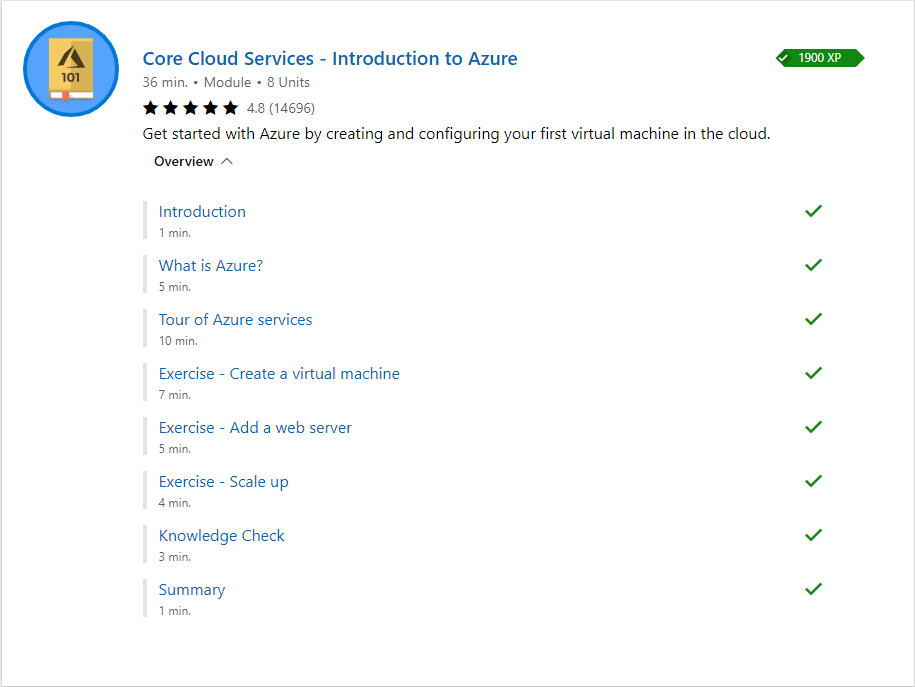 101
Core Cloud Services - Introduction to Azure
1900 XP
36 min. • Module • 8 Units
4.8 (14696)
Get started with Azure by creating and configuring your first virtual machine in the cloud.
Overview
Introduction
1 min.
What is Azure?
5 min.
Tour of Azure services
10 min.
Exercise - Create a virtual machine
7 min.
Exercise - Add a web server
5 min.
Exercise - Scale up
4 min.
Knowledge Check
3 min.
Summary
1 min.